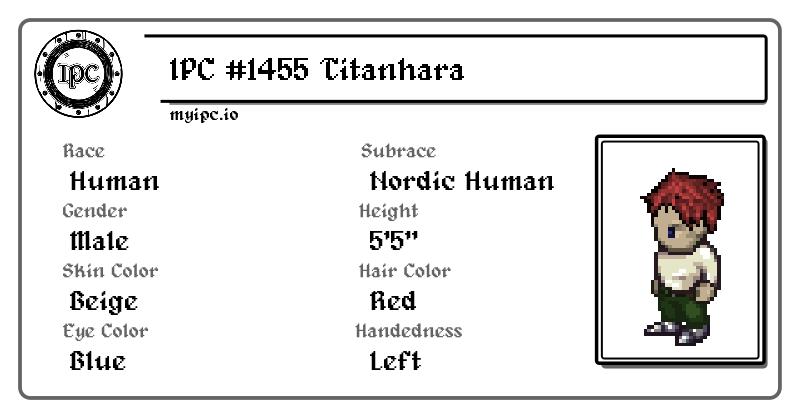 IPC
IPC #1455 Titanhara
myipc.io
Race
Human
Subrace
Nordic Human
Gender
Male
Height
5'5"
Skin Color
Beige
Hair Color
Red
Eye Color
Blue
Handedness
Left